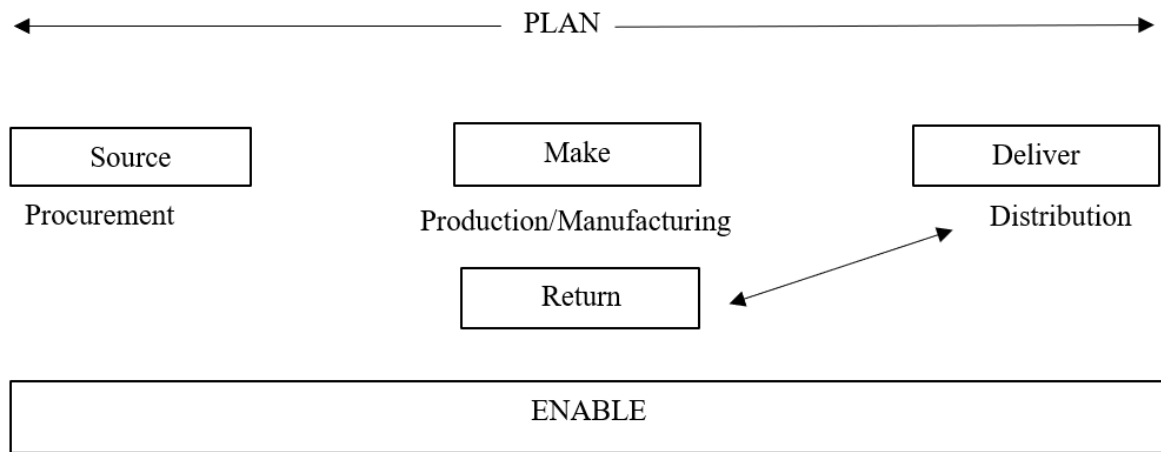 PLAN
Source
Make
Deliver
Procurement
Production/Manufacturing
Distribution
Return
ENABLE